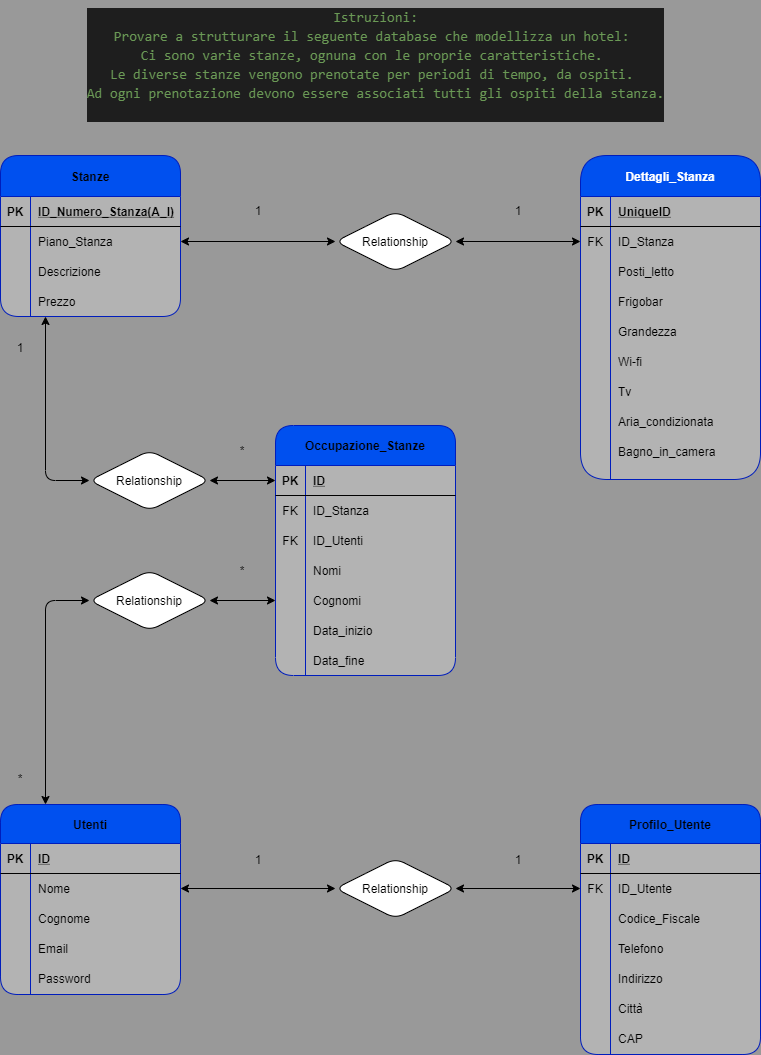 Istruzioni:
Provare a strutturare il seguente database che modellizza un hotel:
Ci sono varie stanze, ognuna con le proprie caratteristiche.
Le diverse stanze vengono prenotate per periodi di tempo, da ospiti.
Ad ogni prenotazione devono essere associati tutti gli ospiti della stanza.
Stanze
PK ID_Numero_Stanza(A_I)
Piano_Stanza
Descrizione
Prezzo
1
Relationship
1
Dettagli_Stanza
PK UniqueID
FK ID_Stanza
Posti_letto
Frigobar
Grandezza
Wi-fi
Tv
Aria_condizionata
Bagno_in_camera
1
Relationship
*
Occupazione_Stanze
PK ID
FK ID_Stanza
FK ID_Utenti
Nomi
Cognomi
Data_inizio
Data_fine
*
Relationship
*
Utenti
PK ID
Nome
Cognome
Email
Password
1
Relationship
1
Profilo_Utente
PK ID
FK ID_Utente
Codice_Fiscale
Telefono
Indirizzo
Città
CAP